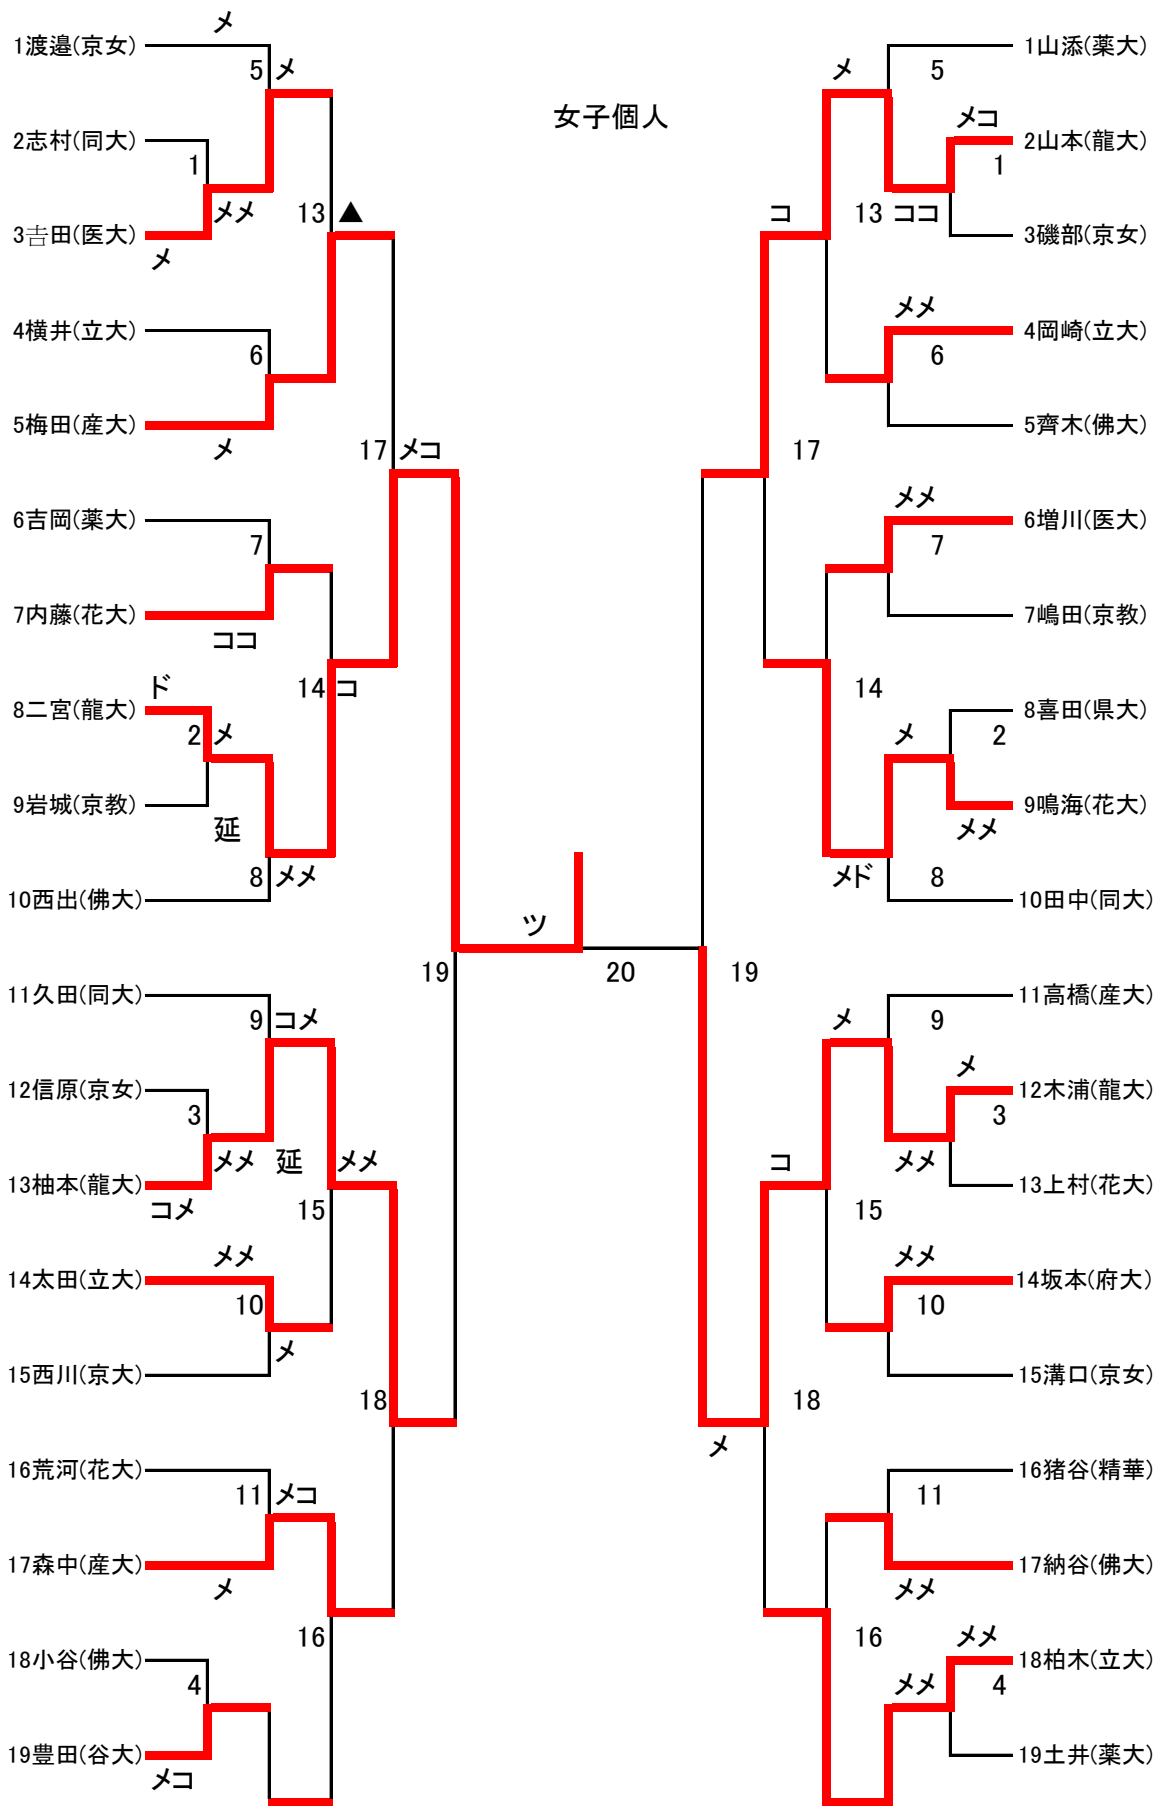 メ
1渡邉(京女)
1山添(薬大)
5 メ
メ 5
女子個人
メコ
2志村(同大)
2山本(龍大)
1
1
メメ
13 ▲
コ
13 ココ
3𠮷田(医大)
3磯部(京女)
メ
メメ
4横井(立大)
4岡崎(立大)
6
6
5梅田(産大)
5齊木(佛大)
メ
17 メコ
17
メメ
6吉岡(薬大)
6増川(医大)
7
7
7内藤(花大)
7嶋田(京教)
ココ
ド
14 コ
14
8二宮(龍大)
8喜田(県大)
2 メ
メ 2
9岩城(京教)
9鳴海(花大)
延
メメ
8 メメ
メド 8
10西出(佛大)
10田中(同大)
ツ
19
20
19
11久田(同大)
11高橋(産大)
9 コメ
メ 9
メ
12信原(京女)
12木浦(龍大)
3
3
メメ 延 メメ
コ メメ
13柚本(龍大)
13上村(花大)
コメ
15
15
メメ
メメ
14太田(立大)
14坂本(府大)
10
10
メ
15西川(京大)
15溝口(京女)
18
18
メ
16荒河(花大)
16猪谷(精華)
11 メコ
11
17森中(産大)
17納谷(佛大)
メ
メメ
16
16
メメ
18小谷(佛大)
18柏木(立大)
4
メメ 4
19豊田(谷大)
19土井(薬大)
メコ